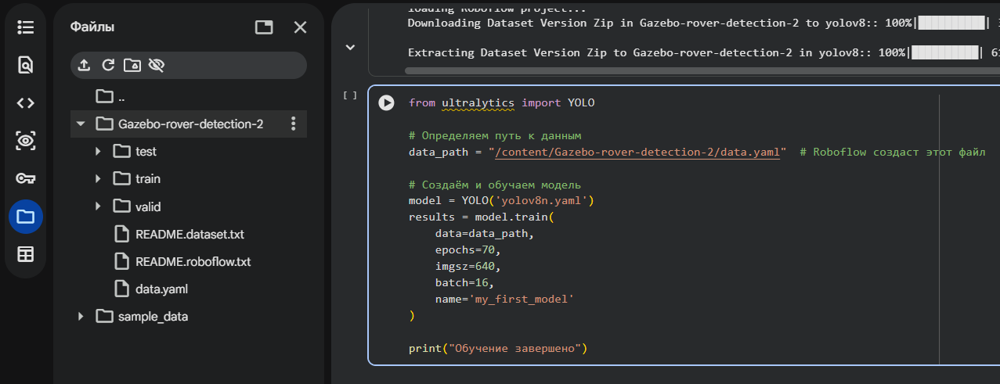 Файлы
..
Gazebo-rover-detection-2
test
train
valid
README.dataset.txt
README.roboflow.txt
data.yaml
sample_data
loading Roboflow project...
Downloading Dataset Version Zip in Gazebo-rover-detection-2 to yolov8:: 100%|██████████|
Extracting Dataset Version Zip to Gazebo-rover-detection-2 in yolov8:: 100%|██████████| 61
[ ]
from ultralytics import YOLO
# Определяем путь к данным
data_path = "/content/Gazebo-rover-detection-2/data.yaml"  # Roboflow создаст этот файл
# Создаём и обучаем модель
model = YOLO('yolov8n.yaml')
results = model.train(
    data=data_path,
    epochs=70,
    imgsz=640,
    batch=16,
    name='my_first_model'
)
print("Обучение завершено")